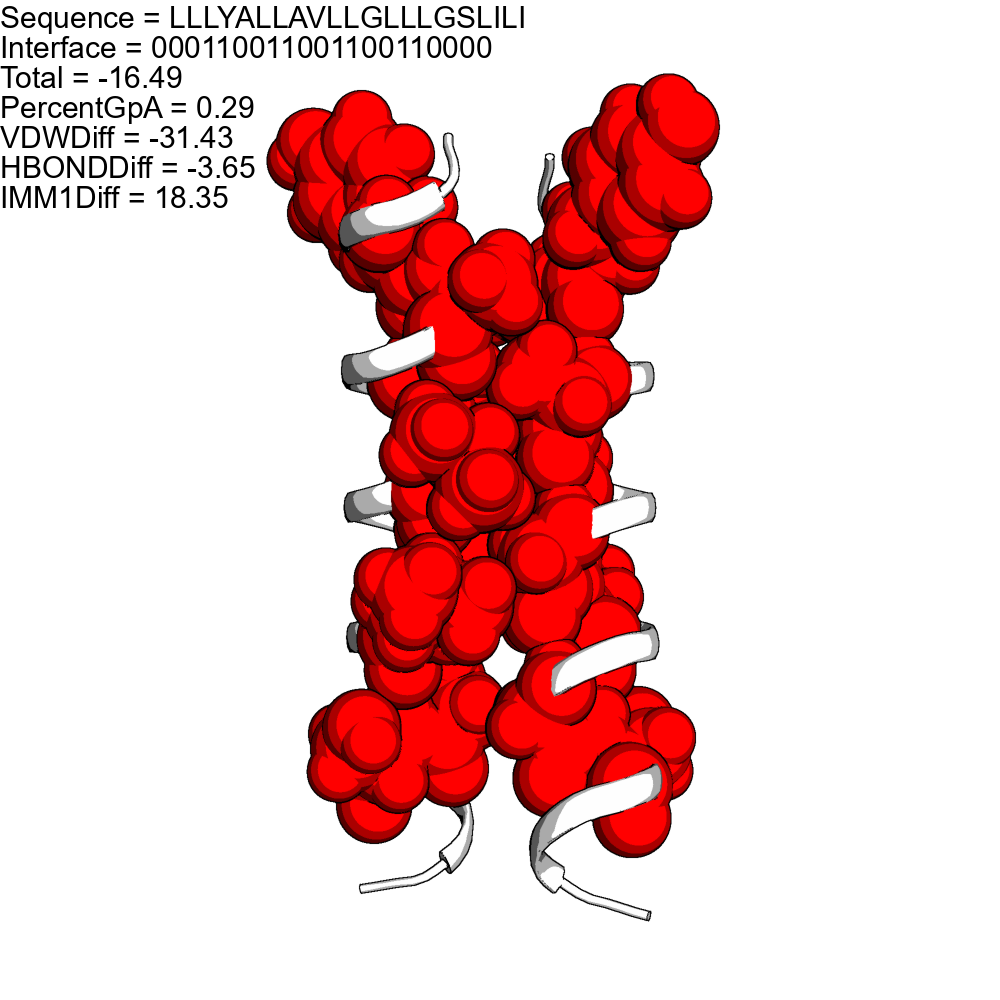 Sequence = LLLYALLAVLLGLLLGSLILI
Interface = 000110011001100110000
Total = -16.49
PercentGpA = 0.29
VDWDiff = -31.43
HBONDDiff = -3.65
IMM1Diff = 18.35